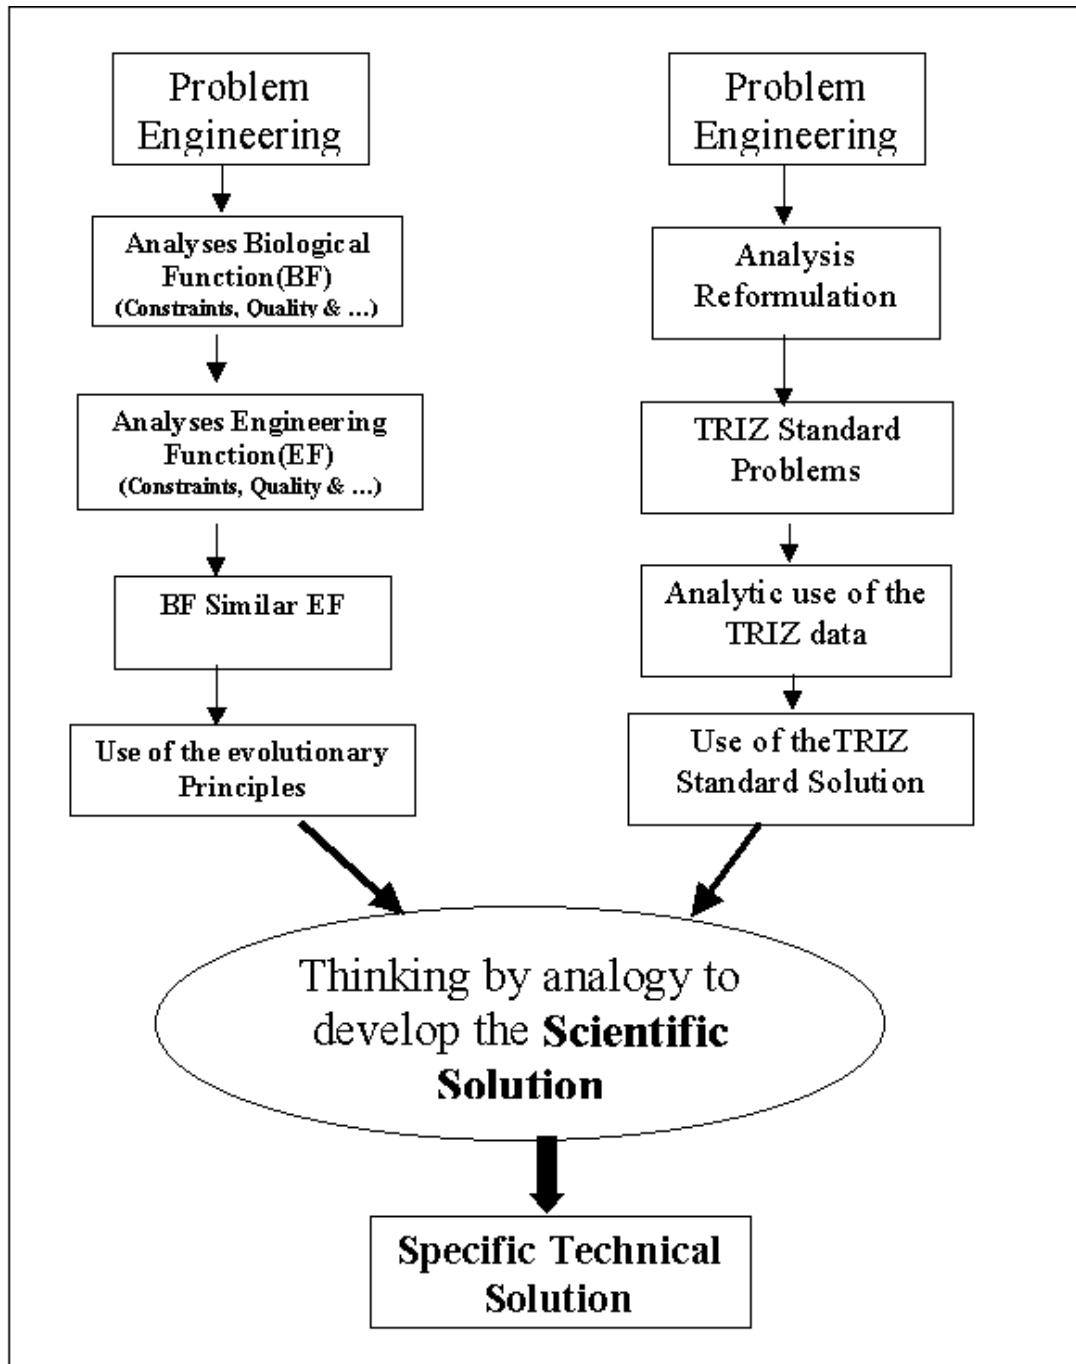 Problem
Engineering
Analyses Biological
Function(BF)
(Constraints, Quality & ...)
Analyses Engineering
Function(EF)
(Constraints, Quality & ...)
BF Similar EF
Use of the evolutionary
Principles
Problem
Engineering
Analysis
Reformulation
TRIZ Standard
Problems
Analytic use of the
TRIZ data
Use of theTRIZ
Standard Solution
Thinking by analogy to
develop the Scientific
Solution
Specific Technical
Solution